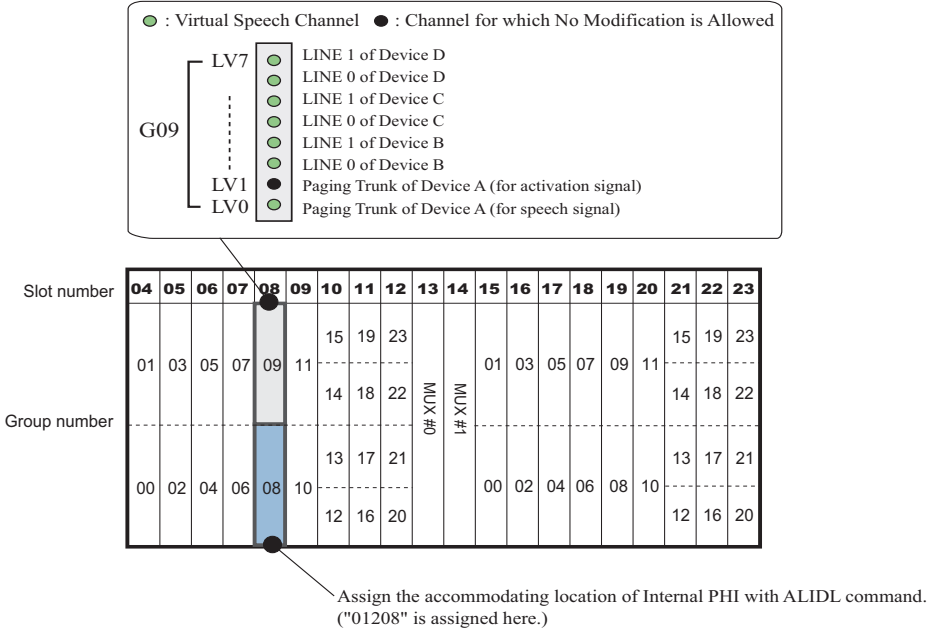 : Virtual Speech Channel : Channel for which No Modification is Allowed
LV7 LINE 1 of Device D
LINE 0 of Device D
LINE 1 of Device C
LINE 0 of Device C
G09
LINE 1 of Device B
LINE 0 of Device B
LV1 Paging Trunk of Device A (for activation signal)
LV0 Paging Trunk of Device A (for speech signal)
Slot number 04 05 06 07 08 09 10 11 12 13 14 15 16 17 18 19 20 21 22 23
15 19 23 15 19 23
01 03 05 07 09 11 01 03 05 07 09 11
14 18 22 MUX #0 MUX #1 14 18 22
Group number
13 17 21 13 17 21
00 02 04 06 08 10 00 02 04 06 08 10
12 16 20 12 16 20
Assign the accommodating location of Internal PHI with ALIDL command.
("01208" is assigned here.)